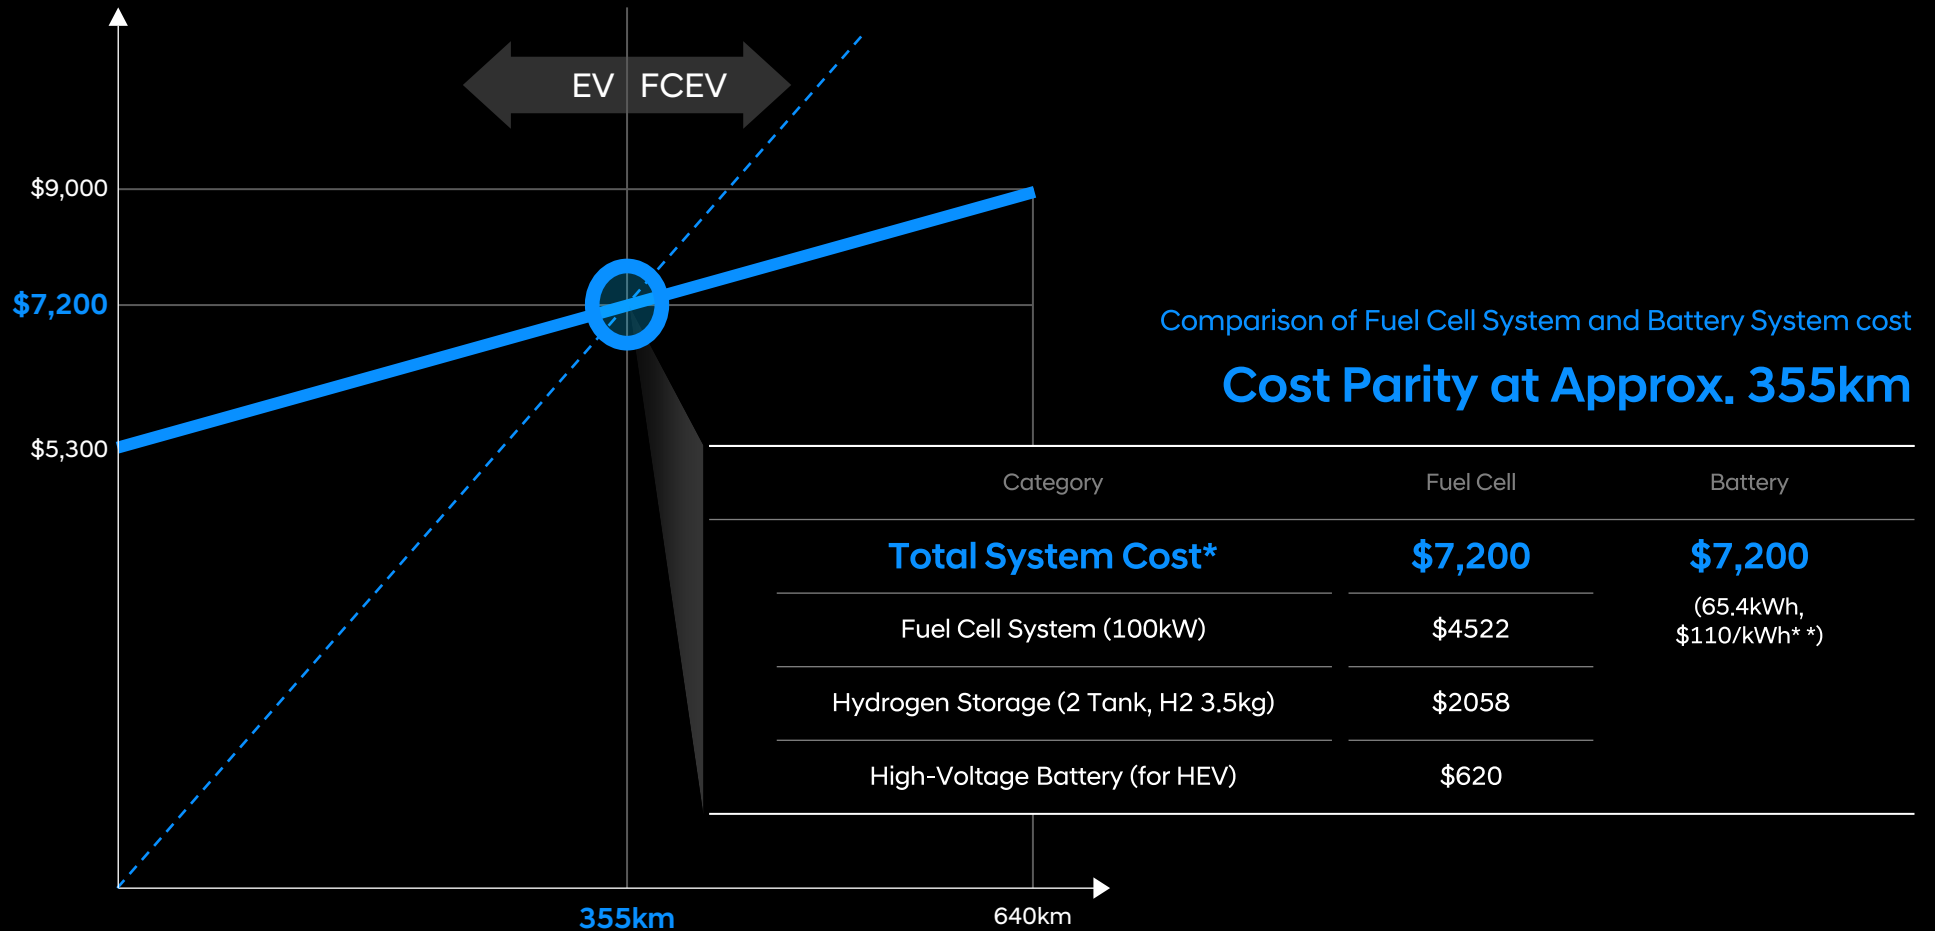 EV FCEV
$9,000
$7,200
$5,300
355km
640km
Comparison of Fuel Cell System and Battery System cost
Cost Parity at Approx. 355km
Category Fuel Cell Battery
Total System Cost* $7,200 $7,200
(65.4kWh,
$110/kWh* *)
Fuel Cell System (100kW) $4522
Hydrogen Storage (2 Tank, H2 3.5kg) $2058
High-Voltage Battery (for HEV) $620